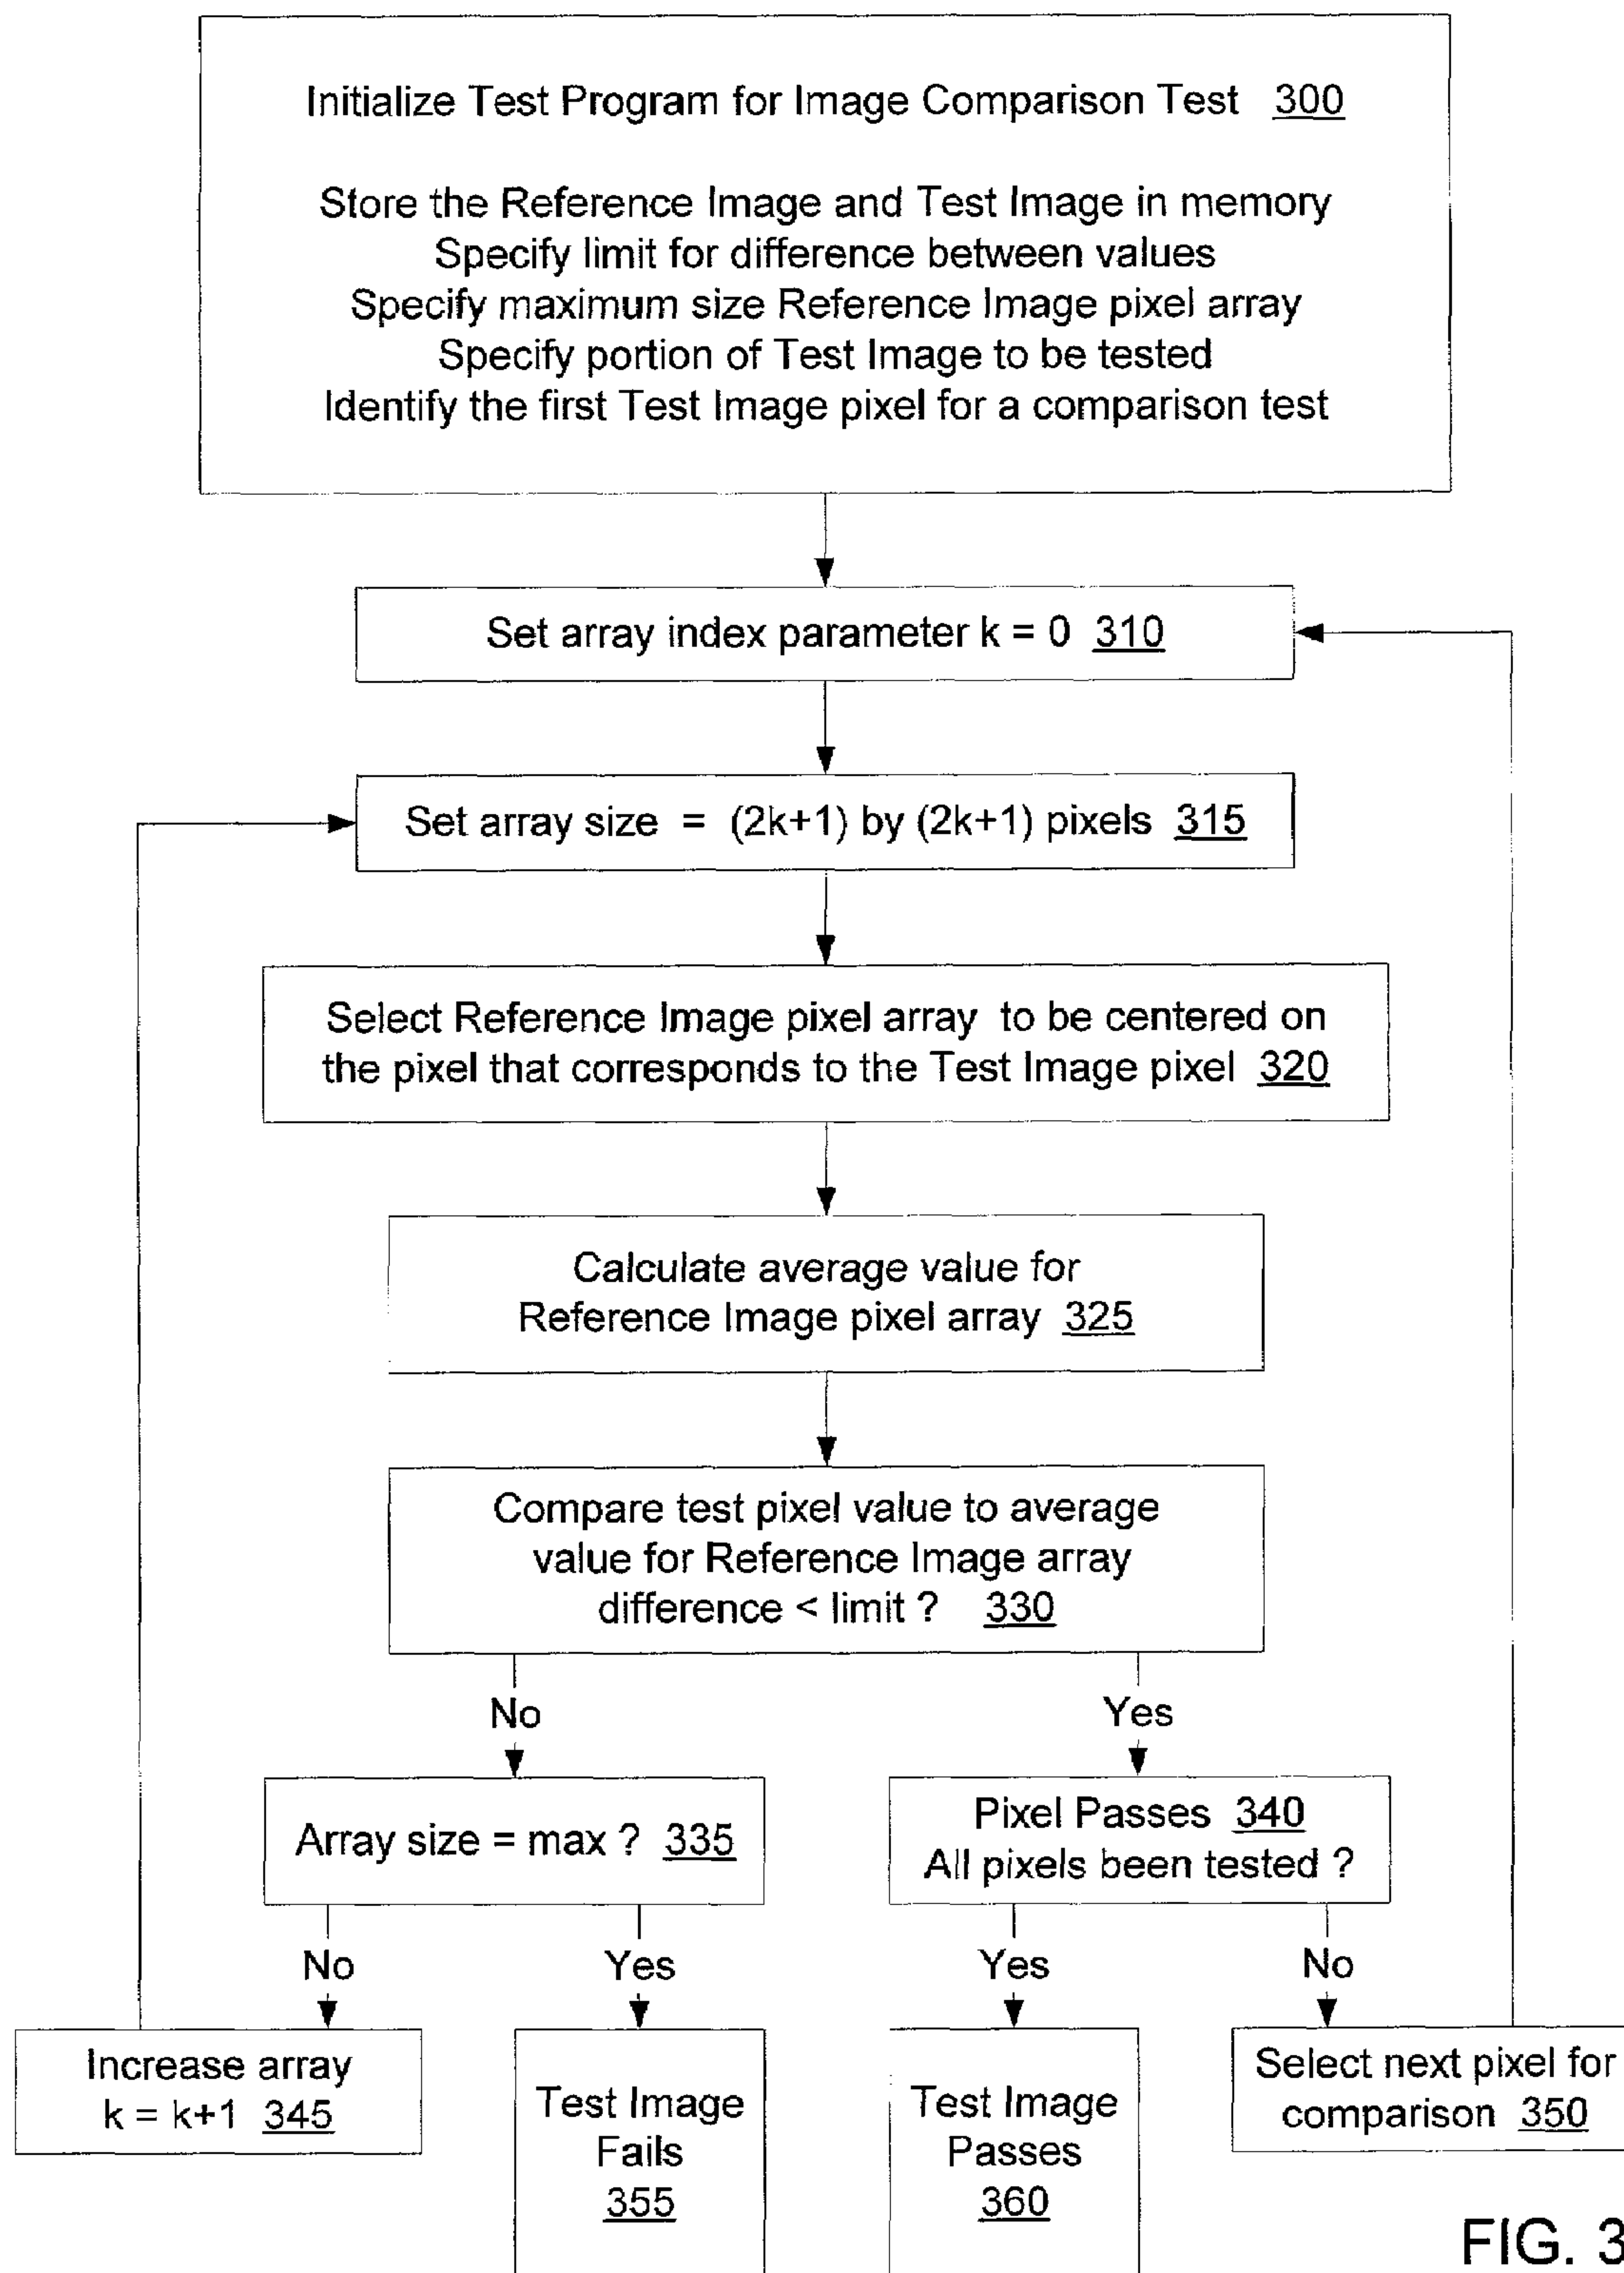 Initialize Test Program for Image Comparison Test 300
Store the Reference Image and Test Image in memory
Specify limit for difference between values
Specify maximum size Reference Image pixel array
Specify portion of Test Image to be tested
Identify the first Test Image pixel for a comparison test
Set array index parameter k = 0 310
Set array size = (2k+1) by (2k+1) pixels 315
Select Reference Image pixel array to be centered on
the pixel that corresponds to the Test Image pixel 320
Calculate average value for
Reference Image pixel array 325
Compare test pixel value to average
value for Reference Image array
difference < limit ? 330
No
Yes
Array size = max ? 335
Pixel Passes 340
All pixels been tested ?
No
Yes
Yes
No
Increase array
k = k+1 345
Test Image
Fails
355
Test Image
Passes
360
Select next pixel for
comparison 350
FIG. 3